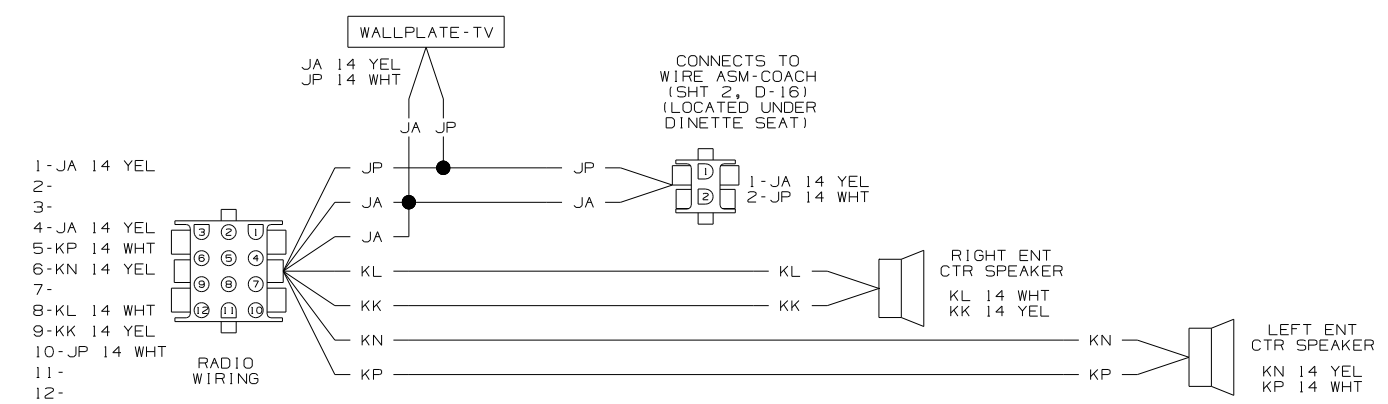 WALLPLATE-TV
JA 14 YEL
JP 14 WHT
CONNECTS TO
WIRE ASM-COACH
(SHT 2, D-16)
(LOCATED UNDER
DINETTE SEAT)
JA JP
1-JA 14 YEL
2-
3-
4-JA 14 YEL
5-KP 14 WHT
6-KN 14 YEL
7-
8-KL 14 WHT
9-KK 14 YEL
10-JP 14 WHT
11-
12-
3 2 1
6 5 4
9 8 7
12 11 10
RADIO
WIRING
JP JP
JA JA
JA
KL KL
KK KK
KN KN
KP KP
1
2
1-JA 14 YEL
2-JP 14 WHT
RIGHT ENT
CTR SPEAKER
KL 14 WHT
KK 14 YEL
LEFT ENT
CTR SPEAKER
KN 14 YEL
KP 14 WHT